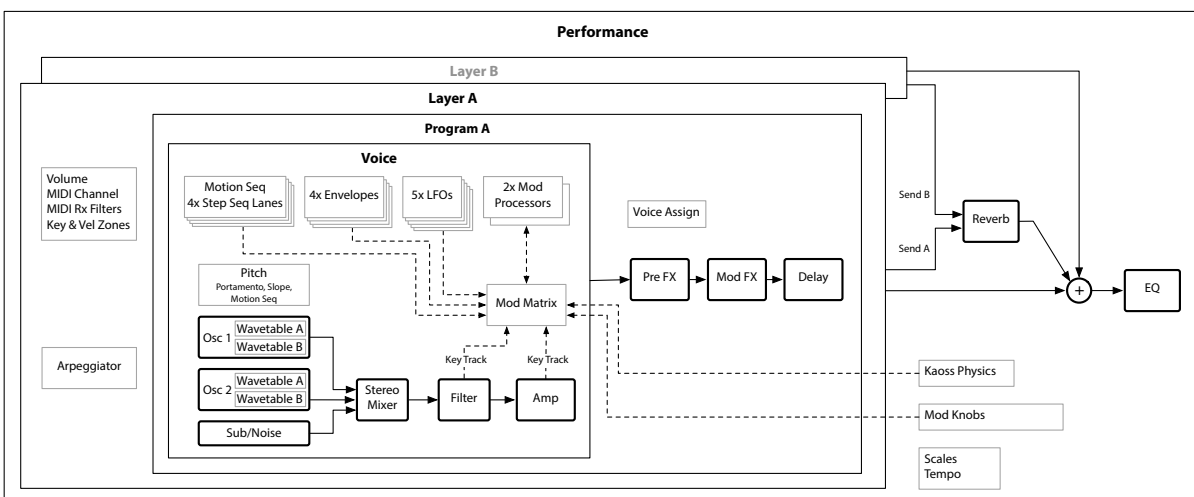 Performance
Layer B
Layer A
Program A
Voice
Volume
MIDI Channel
MIDI Rx Filters
Key & Vel Zones
Motion Seq
4x Step Seq Lanes
4x Envelopes
5x LFOs
2x Mod
Processors
Voice Assign
Send B
Reverb
Send A
Pitch
Portamento, Slope,
Motion Seq
Mod Matrix
Pre FX
Mod FX
Delay
+
EQ
Osc 1
Wavetable A
Wavetable B
Arpeggiator
Key Track
Key Track
Kaoss Physics
Osc 2
Wavetable A
Wavetable B
Stereo
Mixer
Filter
Amp
Mod Knobs
Sub/Noise
Scales
Tempo